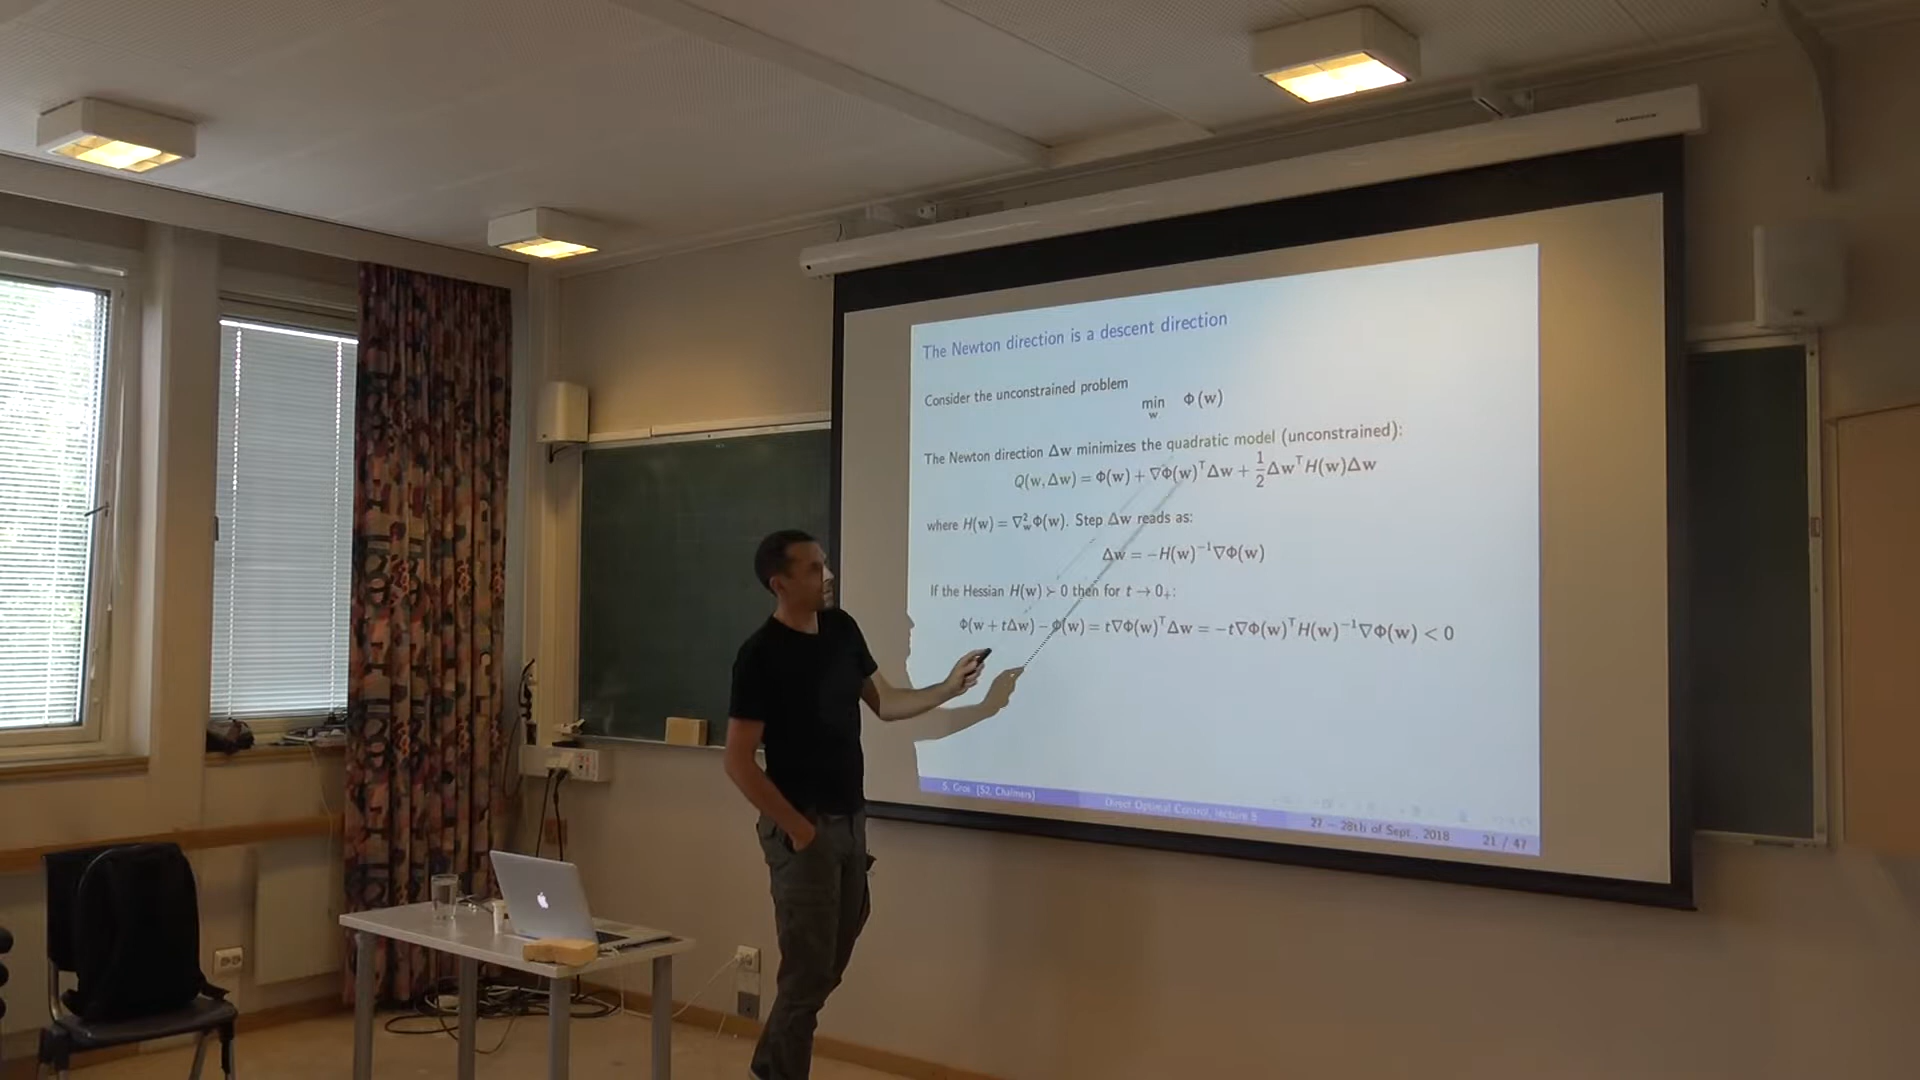 The Newton direction is a descent direction
Consider the unconstrained problem
min Φ(w)
w
The Newton direction Δw minimizes the quadratic model (unconstrained):
Q(w, Δw) = Φ(w) + ∇Φ(w)ᵀΔw + ½ΔwᵀH(w)Δw
where H(w) = ∇²_wΦ(w). Step Δw reads as:
Δw = −H(w)⁻¹∇Φ(w)
If the Hessian H(w) ≻ 0 then for t → 0₊:
Φ(w + tΔw) − Φ(w) = t∇Φ(w)ᵀΔw = −t∇Φ(w)ᵀH(w)⁻¹∇Φ(w) < 0
S. Gros (S2, Chalmers) Direct Optimal Control, lecture 5 27 – 28th of Sept., 2018 21 / 47